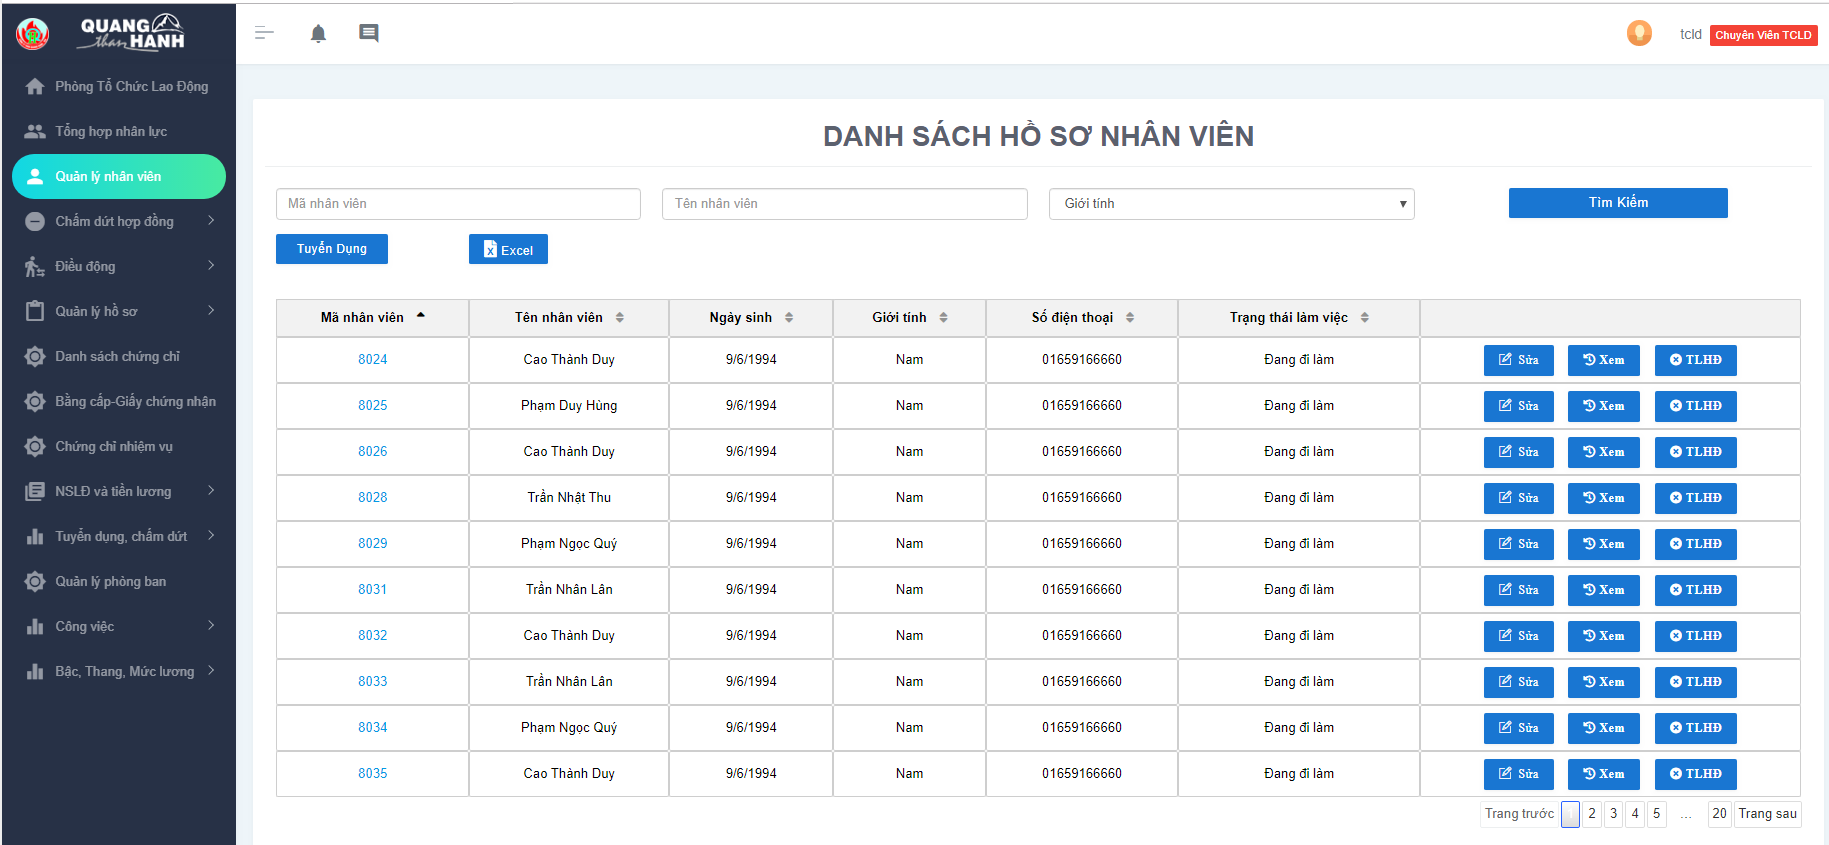 QUANG
than HANH
tcld Chuyên Viên TCLD
Phòng Tổ Chức Lao Động
Tổng hợp nhân lực
Quản lý nhân viên
Chấm dứt hợp đồng
Điều động
Quản lý hồ sơ
Danh sách chứng chỉ
Bằng cấp-Giấy chứng nhận
Chứng chỉ nhiệm vụ
NSLĐ và tiền lương
Tuyển dụng, chấm dứt
Quản lý phòng ban
Công việc
Bậc, Thang, Mức lương
DANH SÁCH HỒ SƠ NHÂN VIÊN
Mã nhân viên Tên nhân viên Giới tính Tìm Kiếm
Tuyển Dụng Excel
Mã nhân viên Tên nhân viên Ngày sinh Giới tính Số điện thoại Trạng thái làm việc
8024 Cao Thành Duy 9/6/1994 Nam 01659166660 Đang đi làm Sửa Xem TLHĐ
8025 Phạm Duy Hùng 9/6/1994 Nam 01659166660 Đang đi làm Sửa Xem TLHĐ
8026 Cao Thành Duy 9/6/1994 Nam 01659166660 Đang đi làm Sửa Xem TLHĐ
8028 Trần Nhật Thu 9/6/1994 Nam 01659166660 Đang đi làm Sửa Xem TLHĐ
8029 Phạm Ngọc Quý 9/6/1994 Nam 01659166660 Đang đi làm Sửa Xem TLHĐ
8031 Trần Nhân Lân 9/6/1994 Nam 01659166660 Đang đi làm Sửa Xem TLHĐ
8032 Cao Thành Duy 9/6/1994 Nam 01659166660 Đang đi làm Sửa Xem TLHĐ
8033 Trần Nhân Lân 9/6/1994 Nam 01659166660 Đang đi làm Sửa Xem TLHĐ
8034 Phạm Ngọc Quý 9/6/1994 Nam 01659166660 Đang đi làm Sửa Xem TLHĐ
8035 Cao Thành Duy 9/6/1994 Nam 01659166660 Đang đi làm Sửa Xem TLHĐ
Trang trước 1 2 3 4 5 … 20 Trang sau